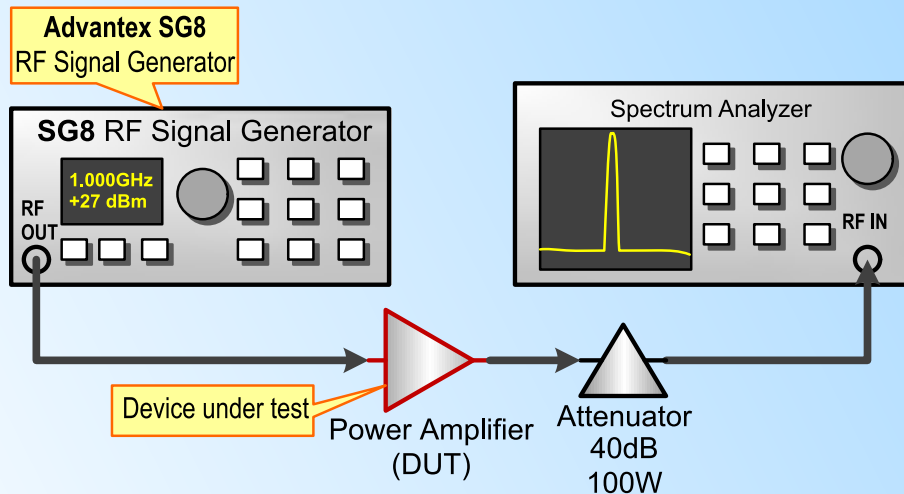 Advantex SG8
RF Signal Generator
SG8 RF Signal Generator
1.000GHz
+27 dBm
RF
OUT
Spectrum Analyzer
RF IN
Device under test
Power Amplifier
(DUT)
Attenuator
40dB
100W